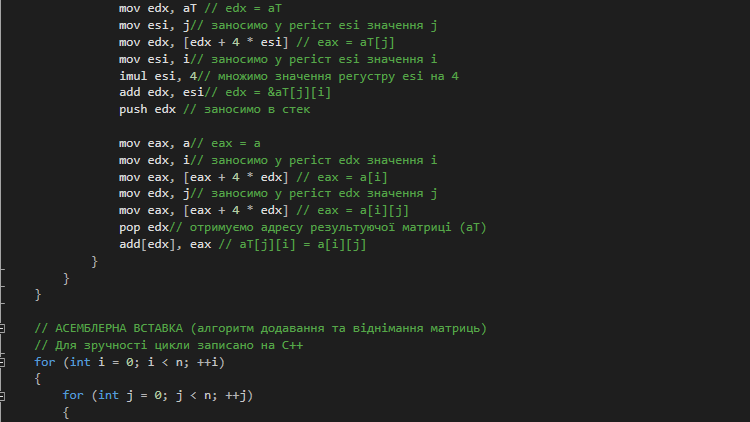 mov edx, aT // edx = aT
mov esi, j// заносимо у регіст esi значення j
mov edx, [edx + 4 * esi] // eax = aT[j]
mov esi, i// заносимо у регіст esi значення i
imul esi, 4// множимо значення регустру esi на 4
add edx, esi// edx = &aT[j][i]
push edx // заносимо в стек
mov eax, a// eax = a
mov edx, i// заносимо у регіст edx значення i
mov eax, [eax + 4 * edx] // eax = a[i]
mov edx, j// заносимо у регіст edx значення j
mov eax, [eax + 4 * edx] // eax = a[i][j]
pop edx// отримуємо адресу результуючої матриці (aT)
add[edx], eax // aT[j][i] = a[i][j]
}
}
}
// АСЕМБЛЕРНА ВСТАВКА (алгоритм додавання та віднімання матриць)
// Для зручності цикли записано на C++
for (int i = 0; i < n; ++i)
{
for (int j = 0; j < n; ++j)
{